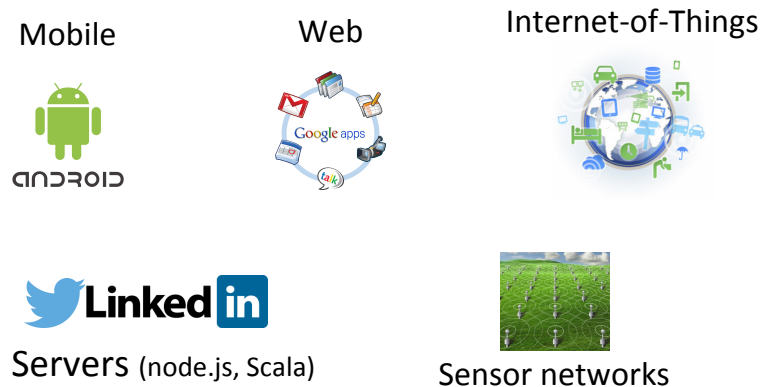 Mobile
Web
Internet-of-Things
Google apps
talk
ANDROID
Linked in
Servers (node.js, Scala)
Sensor networks